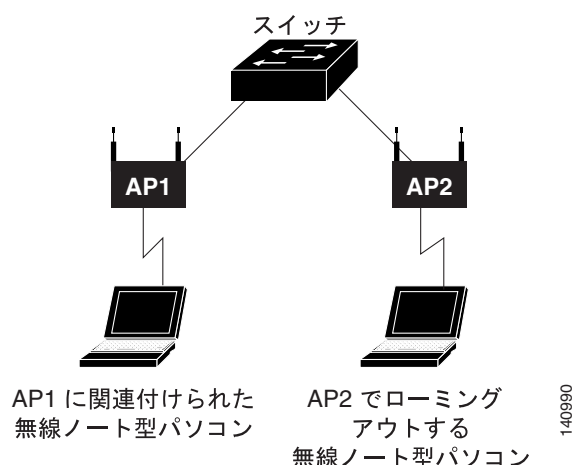 スイッチ
AP1
AP2
AP1 に関連付けられた
無線ノート型パソコン
AP2 でローミング
アウトする
無線ノート型パソコン
140990